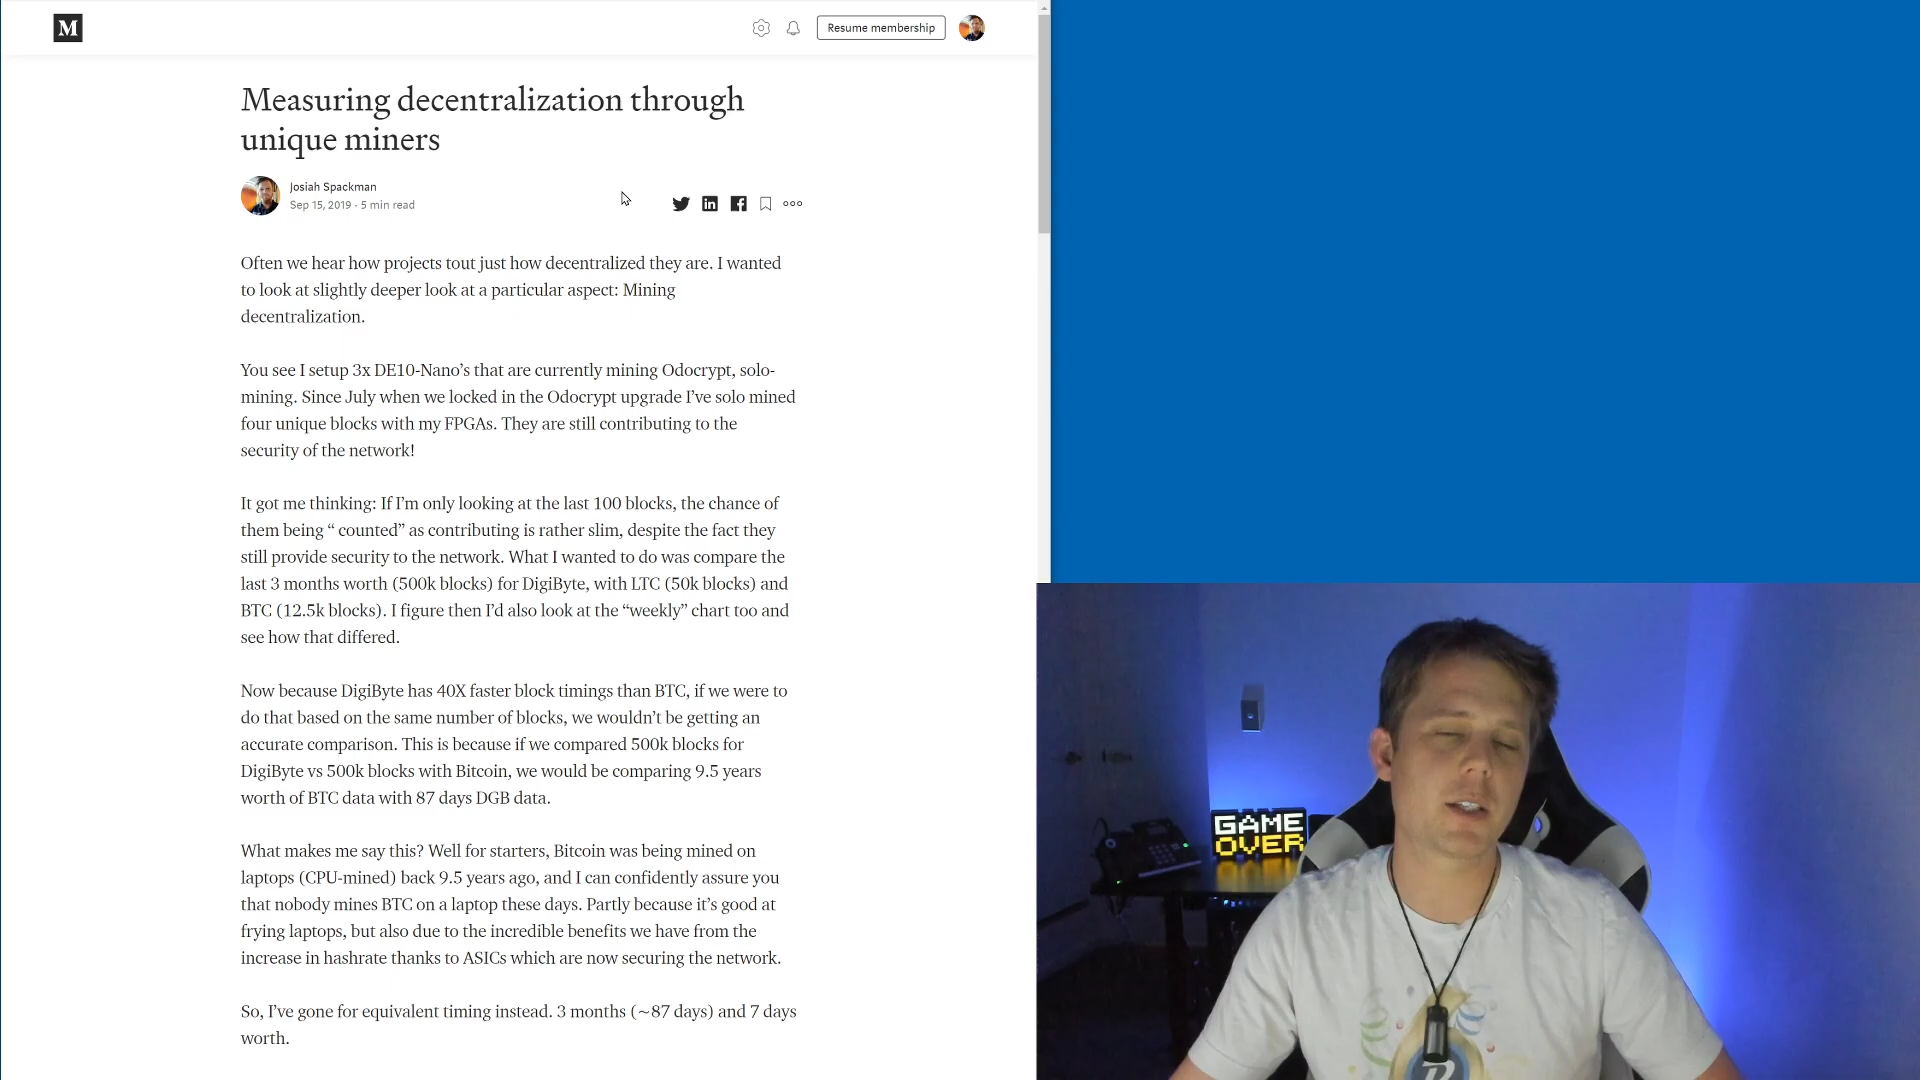 M
Resume membership
Measuring decentralization through
unique miners
Josiah Spackman
Sep 15, 2019 · 5 min read
Often we hear how projects tout just how decentralized they are. I wanted
to look at slightly deeper look at a particular aspect: Mining
decentralization.
You see I setup 3x DE10-Nano’s that are currently mining Odocrypt, solo-
mining. Since July when we locked in the Odocrypt upgrade I’ve solo mined
four unique blocks with my FPGAs. They are still contributing to the
security of the network!
It got me thinking: If I’m only looking at the last 100 blocks, the chance of
them being “ counted” as contributing is rather slim, despite the fact they
still provide security to the network. What I wanted to do was compare the
last 3 months worth (500k blocks) for DigiByte, with LTC (50k blocks) and
BTC (12.5k blocks). I figure then I’d also look at the “weekly” chart too and
see how that differed.
Now because DigiByte has 40X faster block timings than BTC, if we were to
do that based on the same number of blocks, we wouldn’t be getting an
accurate comparison. This is because if we compared 500k blocks for
DigiByte vs 500k blocks with Bitcoin, we would be comparing 9.5 years
worth of BTC data with 87 days DGB data.
What makes me say this? Well for starters, Bitcoin was being mined on
laptops (CPU-mined) back 9.5 years ago, and I can confidently assure you
that nobody mines BTC on a laptop these days. Partly because it’s good at
frying laptops, but also due to the incredible benefits we have from the
increase in hashrate thanks to ASICs which are now securing the network.
So, I’ve gone for equivalent timing instead. 3 months (~87 days) and 7 days
worth.
GAME
OVER